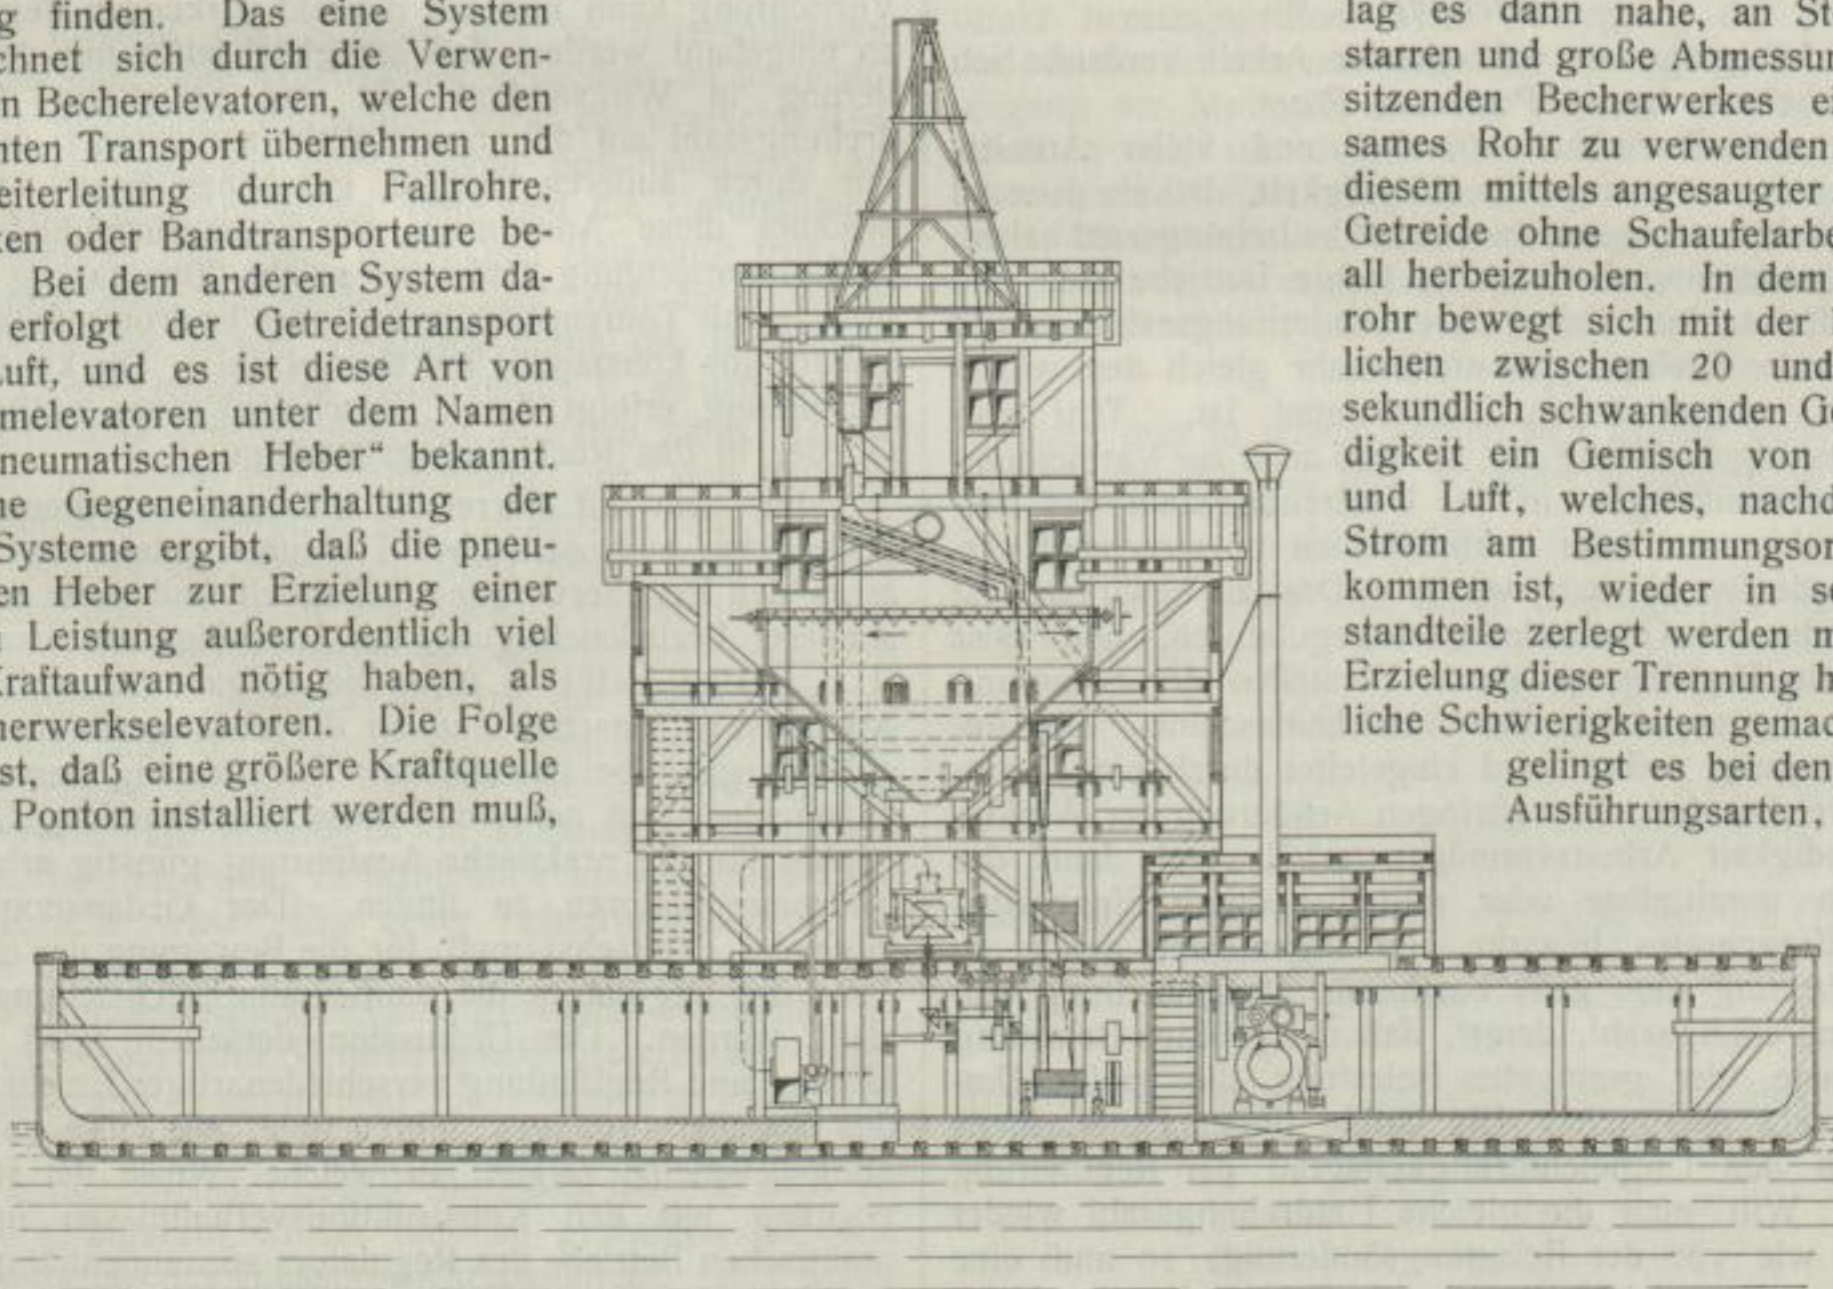 g finden. Das eine System
chnet sich durch die Verwen-
n Becherelevatoren, welche den
nten Transport übernehmen und
eiterleitung durch Fallrohre,
ken oder Bandtransporteure be-
Bei dem anderen System da-
erfolgt der Getreidetransport
Luft, und es ist diese Art von
melevatoren unter dem Namen
neumatischen Heber“ bekannt.
ne Gegeneinanderhaltung der
Systeme ergibt, daß die pneu-
en Heber zur Erzielung einer
Leistung außerordentlich viel
Kraftaufwand nötig haben, als
herwerkselevatoren. Die Folge
st, daß eine größere Kraftquelle
Ponton installiert werden muß,
lag es dann nahe, an St
starren und große Abmessun
sitzenden Becherwerkes ei
sames Rohr zu verwenden
diesem mittels angesaugter
Getreide ohne Schaufelarbe
all herbeizuholen. In dem
rohr bewegt sich mit der
lichen zwischen 20 und
sekundlich schwankenden Ge
digkeit ein Gemisch von
und Luft, welches, nachd
Strom am Bestimmungsor
kommen ist, wieder in se
standteile zerlegt werden m
Erzielung dieser Trennung h
liche Schwierigkeiten gemac
gelingt es bei den
Ausführungsarten,